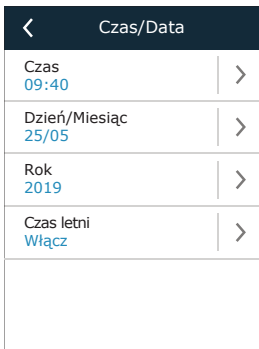 Czas/Data
Czas
09:40
Dzień/Miesiąc
25/05
Rok
2019
Czas letni
Włącz